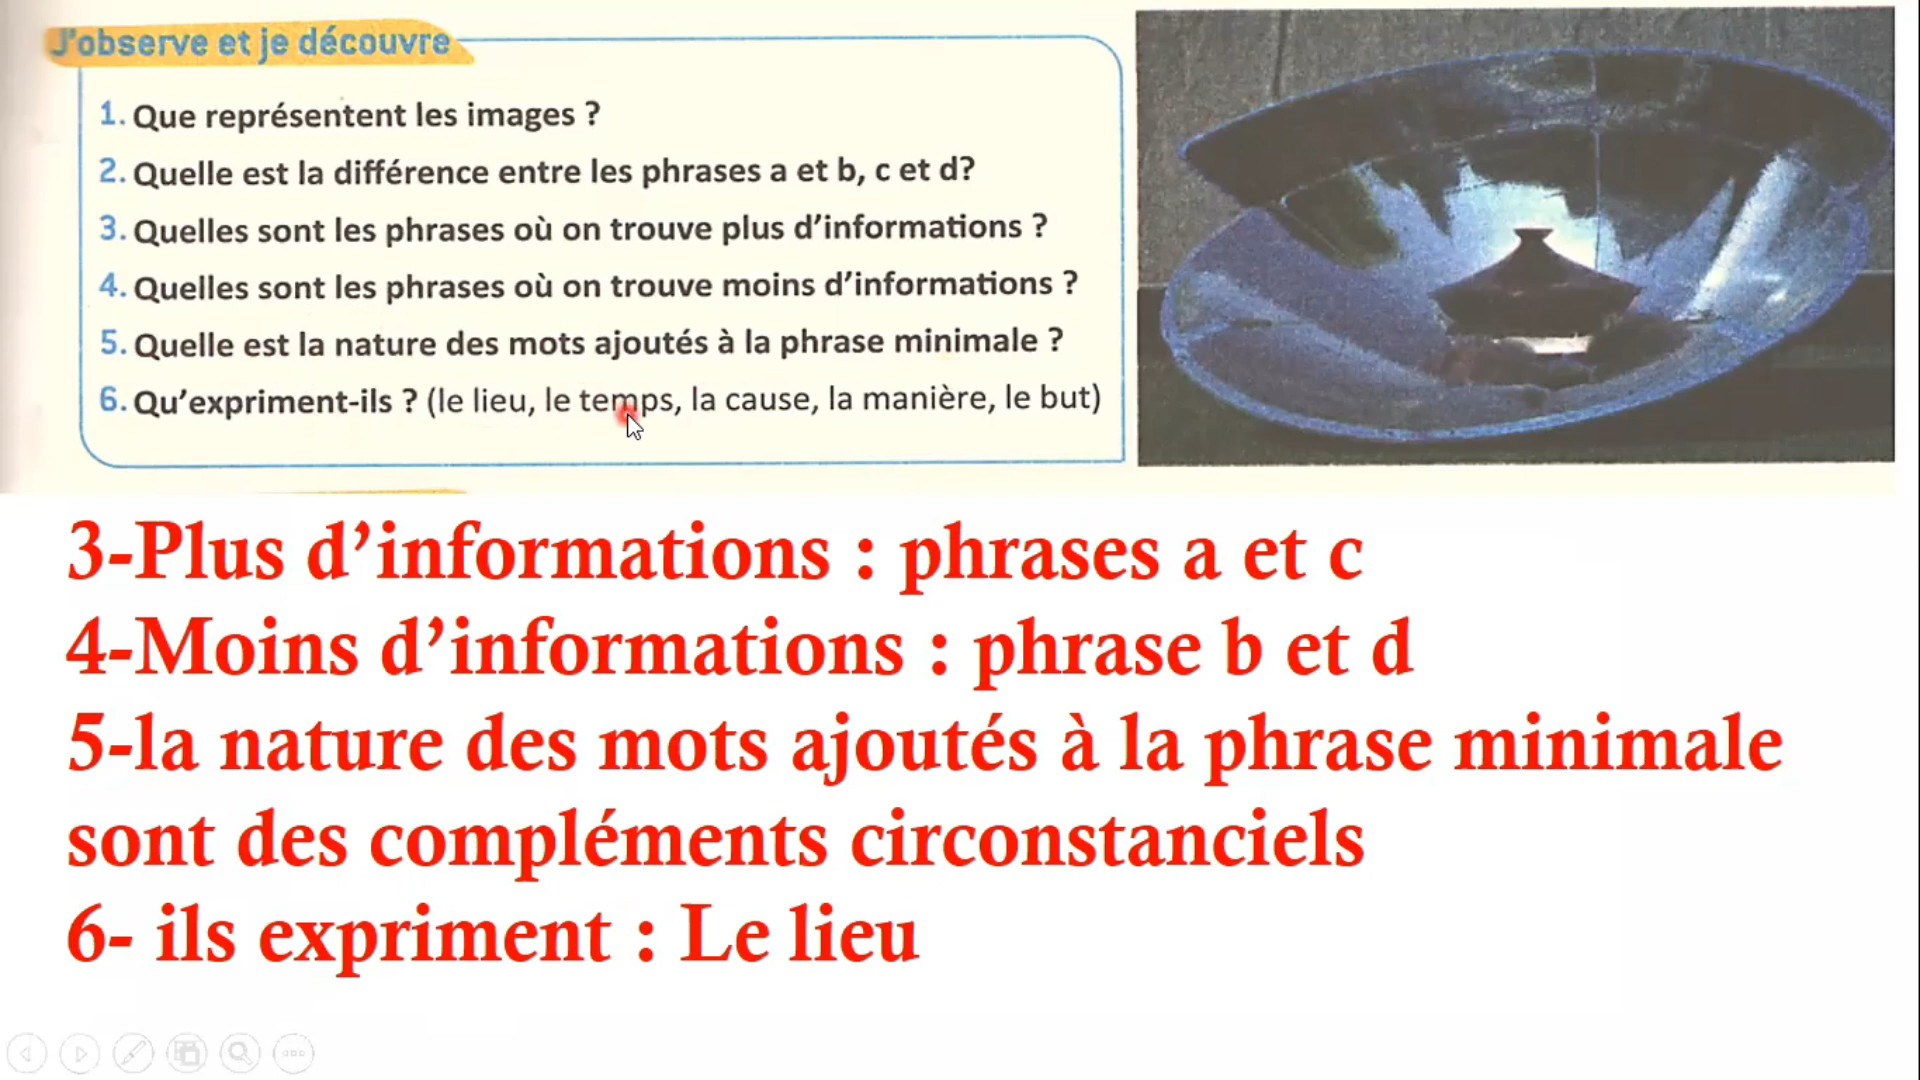 J'observe et je découvre
1. Que représentent les images ?
2. Quelle est la différence entre les phrases a et b, c et d?
3. Quelles sont les phrases où on trouve plus d'informations ?
4. Quelles sont les phrases où on trouve moins d'informations ?
5. Quelle est la nature des mots ajoutés à la phrase minimale ?
6. Qu'expriment-ils ? (le lieu, le temps, la cause, la manière, le but)
3-Plus d’informations : phrases a et c
4-Moins d’informations : phrase b et d
5-la nature des mots ajoutés à la phrase minimale
sont des compléments circonstanciels
6- ils expriment : Le lieu